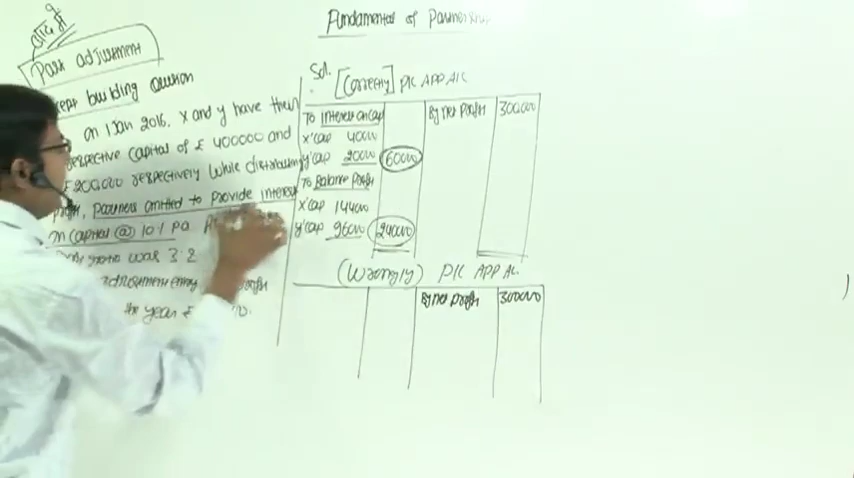 Fundamental of
बाद में
Past adjustment
building Question
on 1 Jan 2016, X and Y have their
respective capital of ₹ 400000 and
₹ 200000 respectively while distributing
profit, partners omitted to provide interest
on capital @ 10% PA
ratio was 3:2
adjustment entry
the year ₹
Sol. [Correctly] P/L APP A/C
To Interest on cap By Net Profit 300000
X'cap 40000
Y'cap 20000 60000
To Balance Profit
X'cap 144000
Y'cap 96000 240000
(Wrongly) P/L APP A/C
By Net Profit 300000